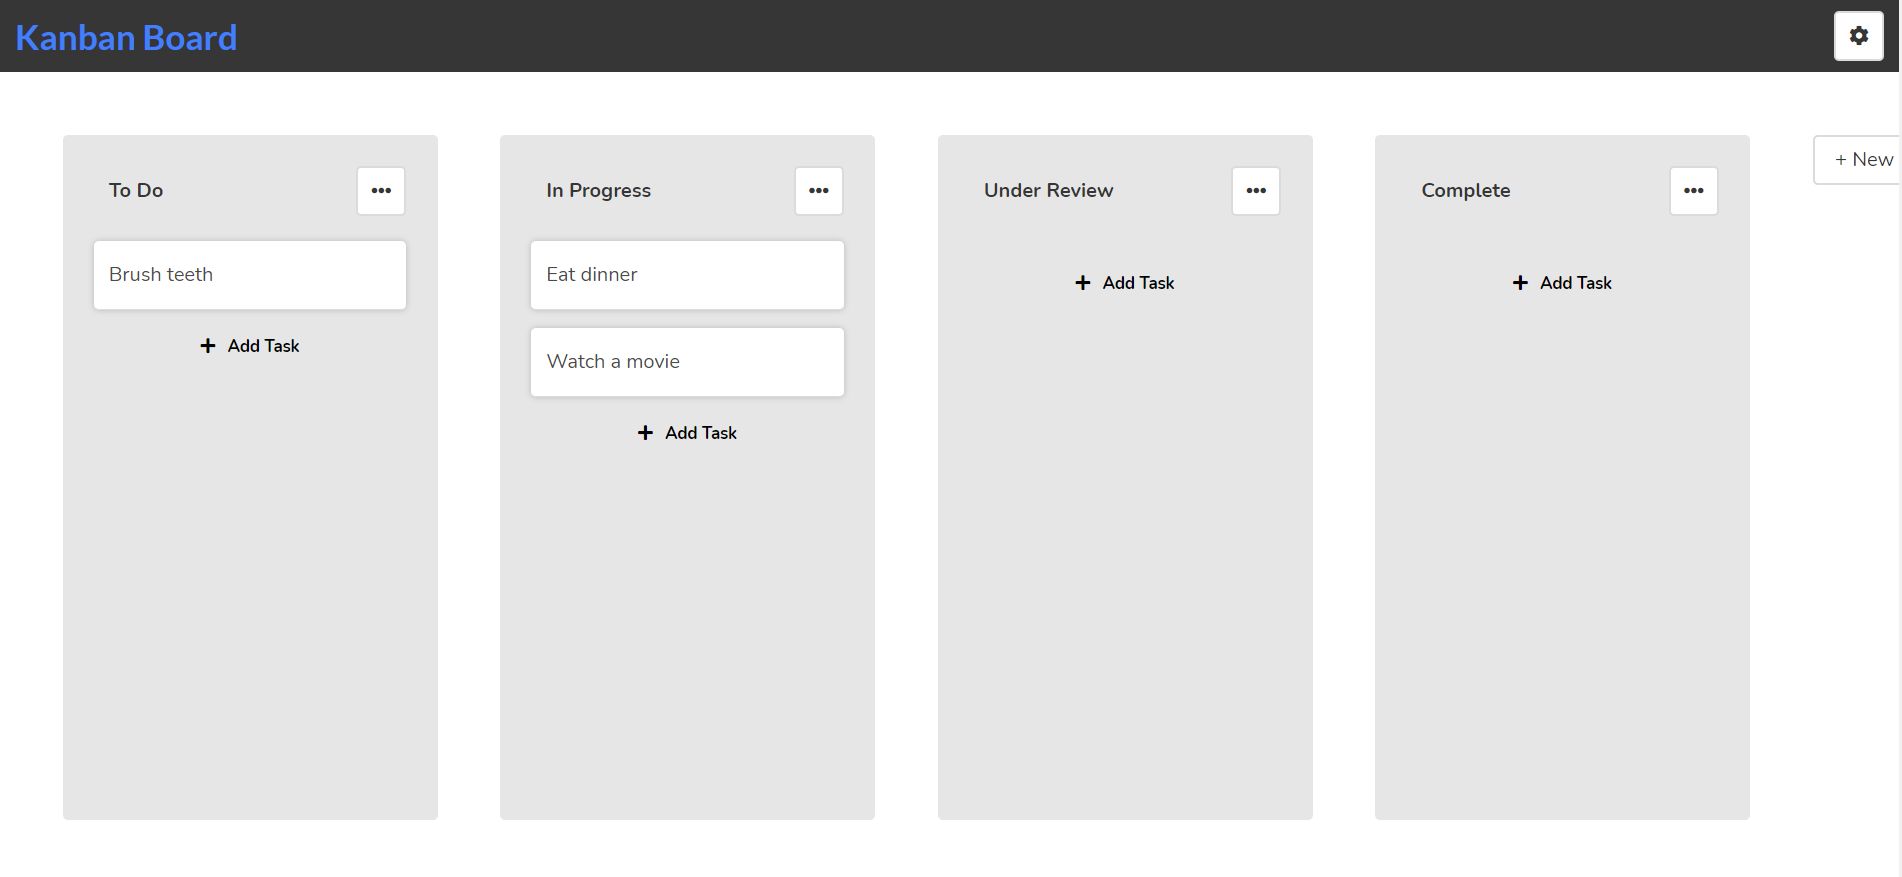 Kanban Board
To Do
Brush teeth
Add Task
In Progress
Eat dinner
Watch a movie
Add Task
Under Review
Add Task
Complete
Add Task
+ New